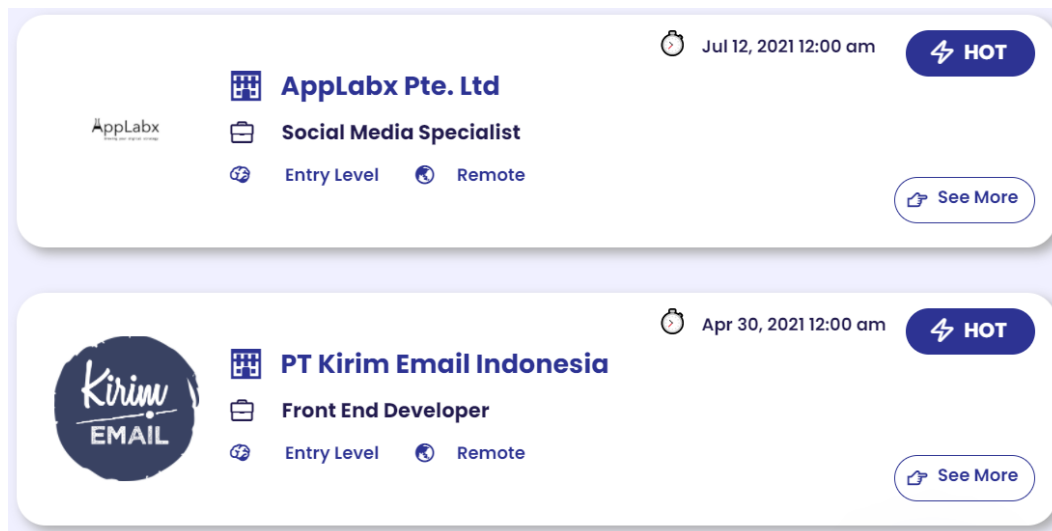 Jul 12, 2021 12:00 am
HOT
AppLabx Pte. Ltd
AppLabx
Social Media Specialist
Entry Level Remote
See More
Apr 30, 2021 12:00 am
HOT
PT Kirim Email Indonesia
Kirim
EMAIL
Front End Developer
Entry Level Remote
See More